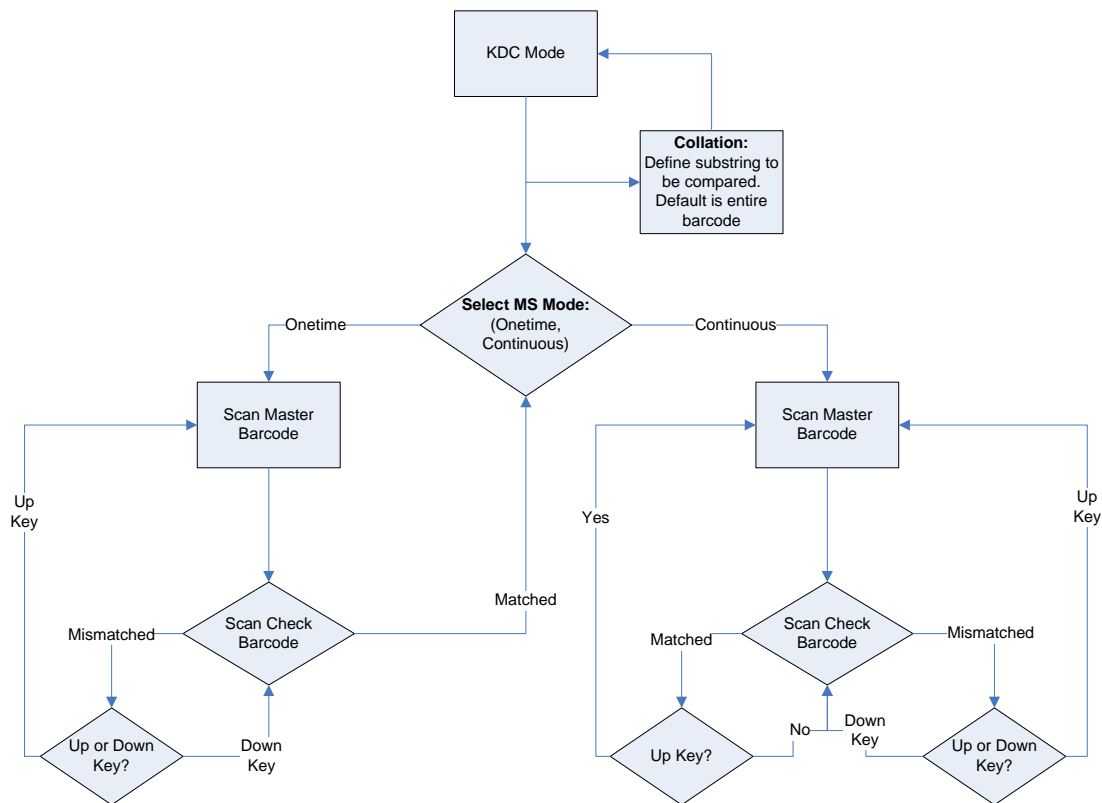 KDC Mode
Collation:
Define substring to
be compared.
Default is entire
barcode
Select MS Mode:
(Onetime,
Continuous)
Onetime
Continuous
Scan Master
Barcode
Scan Master
Barcode
Up
Key
Yes
Up
Key
Matched
Scan Check
Barcode
Mismatched
Scan Check
Barcode
Matched
Mismatched
Up or Down
Key?
Down
Key
Up Key?
No
Down
Key
Up or Down
Key?